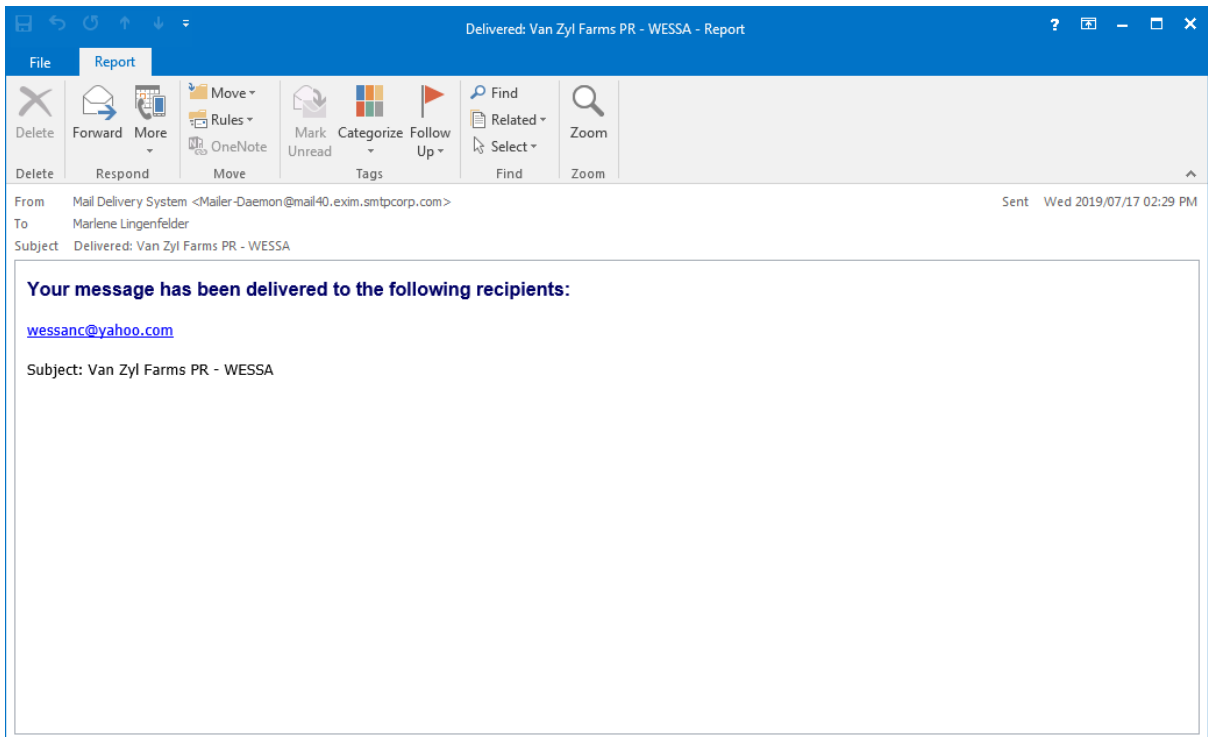 Delivered: Van Zyl Farms PR - WESSA - Report
?
File Report
Delete
Forward
More
Move
Rules
OneNote
Mark Unread
Categorize
Follow Up
Find
Related
Select
Zoom
Delete Respond Move Tags Find Zoom
From Mail Delivery System <Mailer-Daemon@mail40.exim.smtpcorp.com> Sent Wed 2019/07/17 02:29 PM
To Marlene Lingenfelder
Subject Delivered: Van Zyl Farms PR - WESSA
Your message has been delivered to the following recipients:
wessanc@yahoo.com
Subject: Van Zyl Farms PR - WESSA